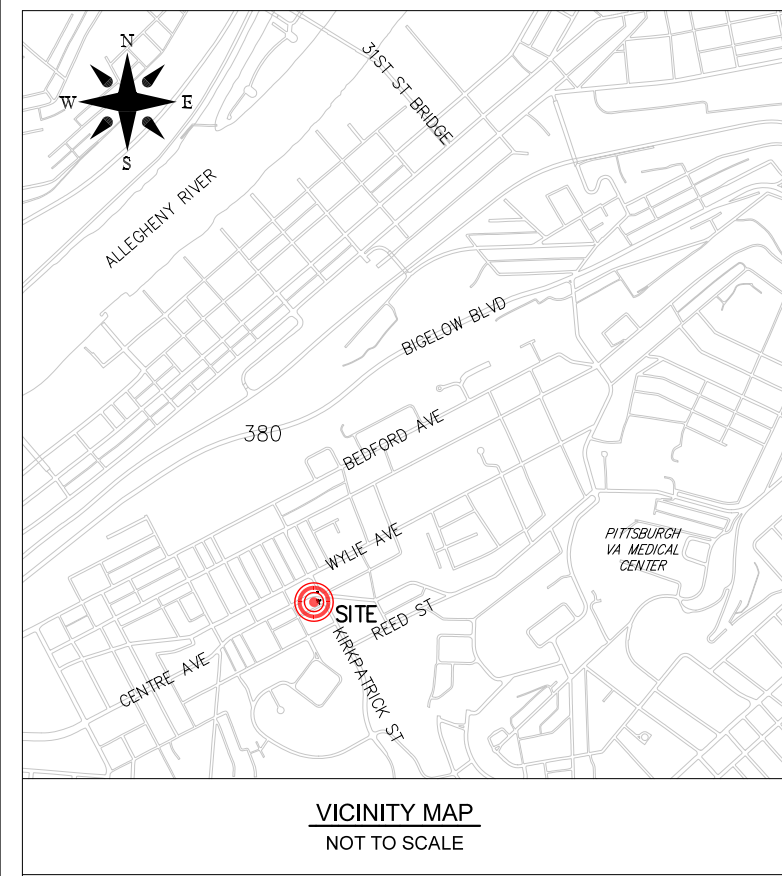 N
W
E
S
31ST ST BRIDGE
ALLEGHENY RIVER
BIGELOW BLVD
380
BEDFORD AVE
WYLIE AVE
PITTSBURGH
VA MEDICAL
CENTER
SITE
REED ST
KIRKPATRICK ST
CENTRE AVE
VICINITY MAP
NOT TO SCALE